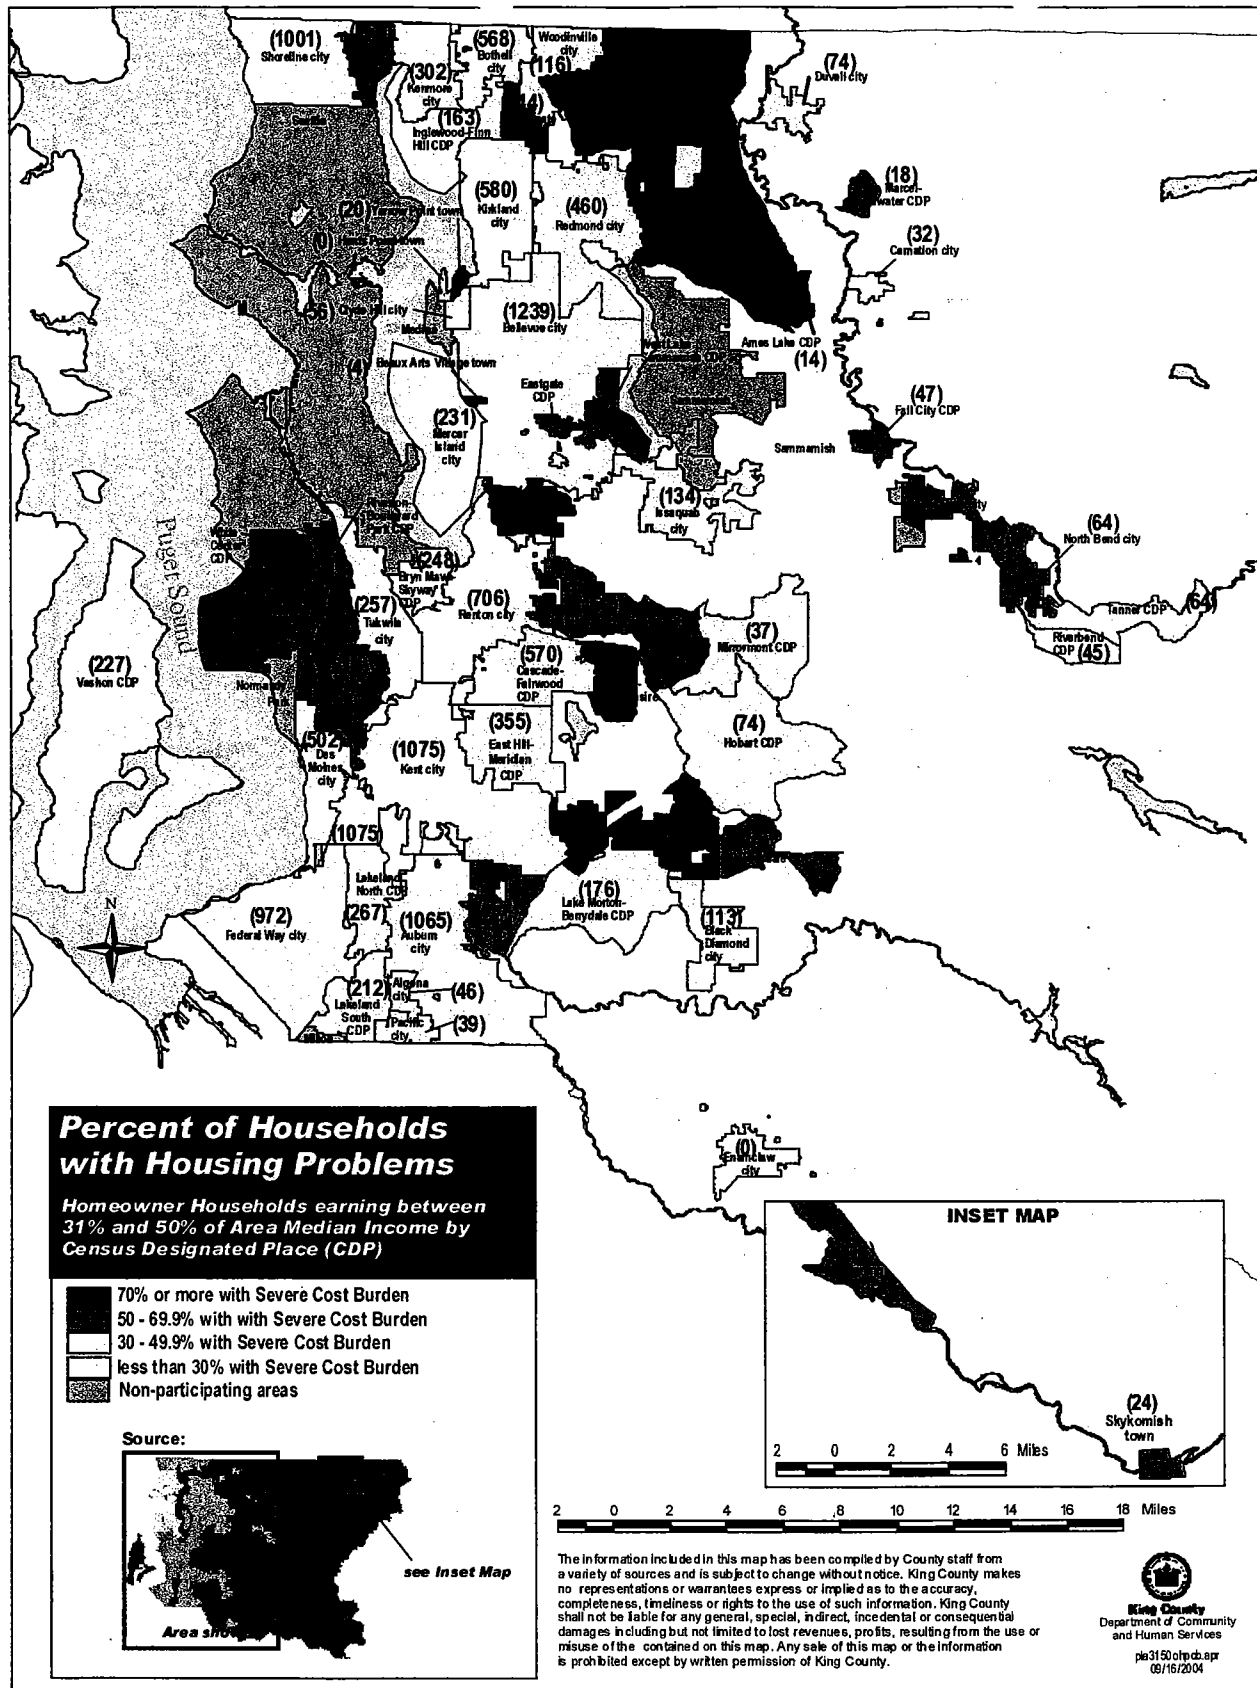 (1001)
Shoreline city
(568)
Bothell
city
Woodinville
city
(116)
(74)
Duvall city
(302)
Kenmore
city
(163)
Inglewood-Finn
Hill CDP
(580)
Kirkland
city
(460)
Redmond city
(18)
Marcel-
water CDP
(32)
Carnation city
(20) Yarrow Point town
(0) Hunts Point town
(56) Clyde Hill city
Medina
(1239)
Bellevue city
Ames Lake CDP
(14)
(4)
Beaux Arts Village town
Eastgate
CDP
(231)
Mercer
Island
city
(47)
Fall City CDP
Sammamish
(134)
Issaquah
city
(64)
North Bend city
Tanner CDP (64)
Riverbend
CDP (45)
Puget Sound
(248)
Bryn Mawr-
Skyway
CDP
(257)
Tukwila
city
(706)
Renton city
(37)
Mirrormont CDP
(227)
Vashon CDP
Normandy
Park
(570)
Cascade-
Fairwood
CDP
(502)
Des
Moines
city
(1075)
Kent city
(355)
East Hill-
Meridian
CDP
(74)
Hobart CDP
(1075)
Lakeland
North CDP
(267)
(972)
Federal Way city
(1065)
Auburn
city
(176)
Lake Morton-
Berrydale CDP
(113)
Black
Diamond
city
N
(212)
Lakeland
South
CDP
Algona
city
(46)
Pacific
city
(39)
Milton
(0)
Enumclaw
city
Percent of Households
with Housing Problems
Homeowner Households earning between
31% and 50% of Area Median Income by
Census Designated Place (CDP)
70% or more with Severe Cost Burden
50 - 69.9% with with Severe Cost Burden
30 - 49.9% with Severe Cost Burden
less than 30% with Severe Cost Burden
Non-participating areas
Source:
see Inset Map
INSET MAP
(24)
Skykomish
town
2 0 2 4 6 Miles
2 0 2 4 6 8 10 12 14 16 18 Miles
The information included in this map has been compiled by County staff from
a variety of sources and is subject to change without notice. King County makes
no representations or warrantees express or implied as to the accuracy,
completeness, timeliness or rights to the use of such information. King County
shall not be liable for any general, special, indirect, incedental or consequential
damages including but not limited to lost revenues, profits, resulting from the use or
misuse of the contained on this map. Any sale of this map or the information
is prohibited except by written permission of King County.
King County
Department of Community
and Human Services
pla3150ohpcb.apr
09/16/2004